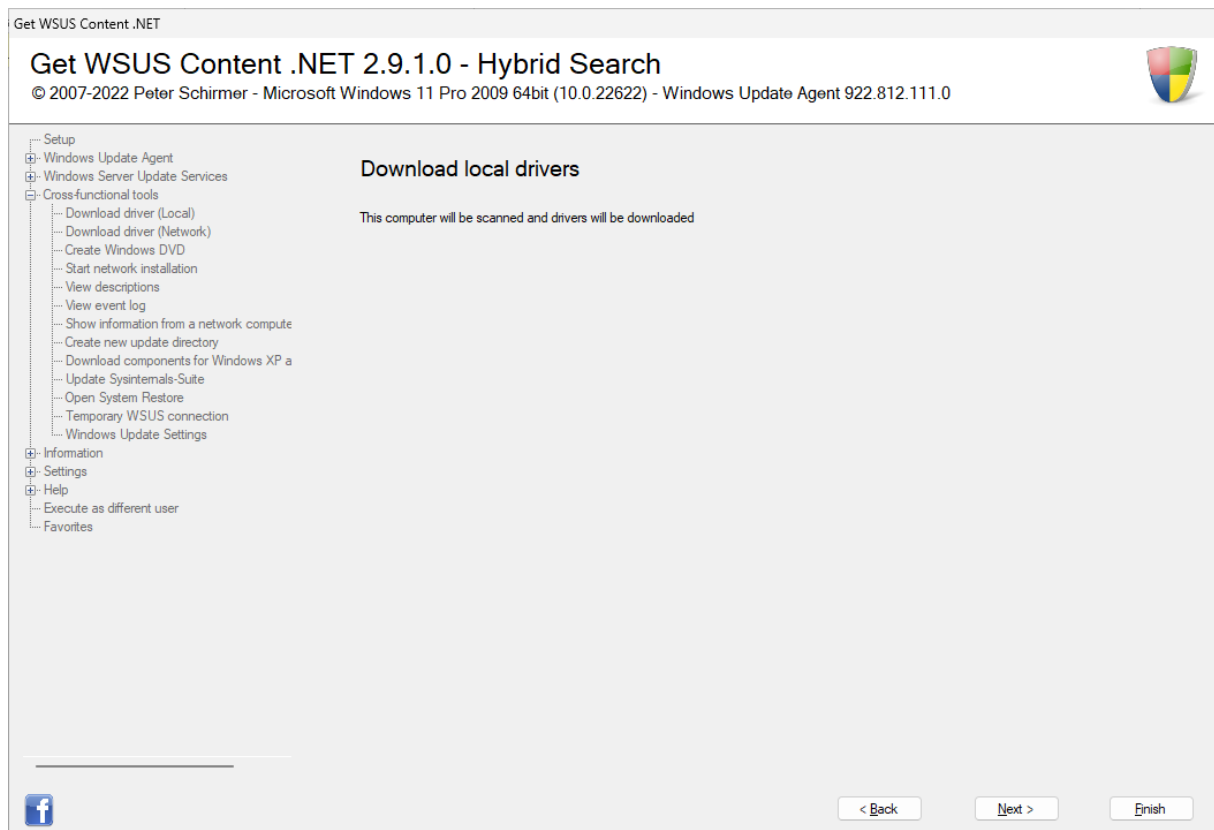 Get WSUS Content .NET
Get WSUS Content .NET 2.9.1.0 - Hybrid Search
© 2007-2022 Peter Schirmer - Microsoft Windows 11 Pro 2009 64bit (10.0.22622) - Windows Update Agent 922.812.111.0
Setup
Windows Update Agent
Windows Server Update Services
Cross-functional tools
Download driver (Local)
Download driver (Network)
Create Windows DVD
Start network installation
View descriptions
View event log
Show information from a network compute
Create new update directory
Download components for Windows XP a
Update Sysinternals-Suite
Open System Restore
Temporary WSUS connection
Windows Update Settings
Information
Settings
Help
Execute as different user
Favorites
Download local drivers
This computer will be scanned and drivers will be downloaded
f
< Back
Next >
Finish